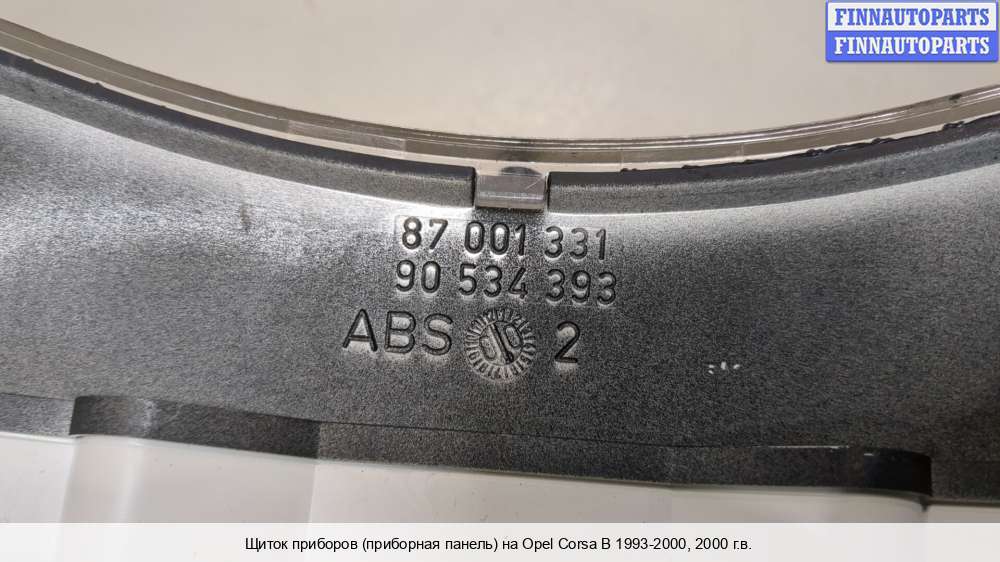 FINNAUTOPARTS
FINNAUTOPARTS
87 001 331
90 534 393
ABS 2
Щиток приборов (приборная панель) на Opel Corsa B 1993-2000, 2000 г.в.